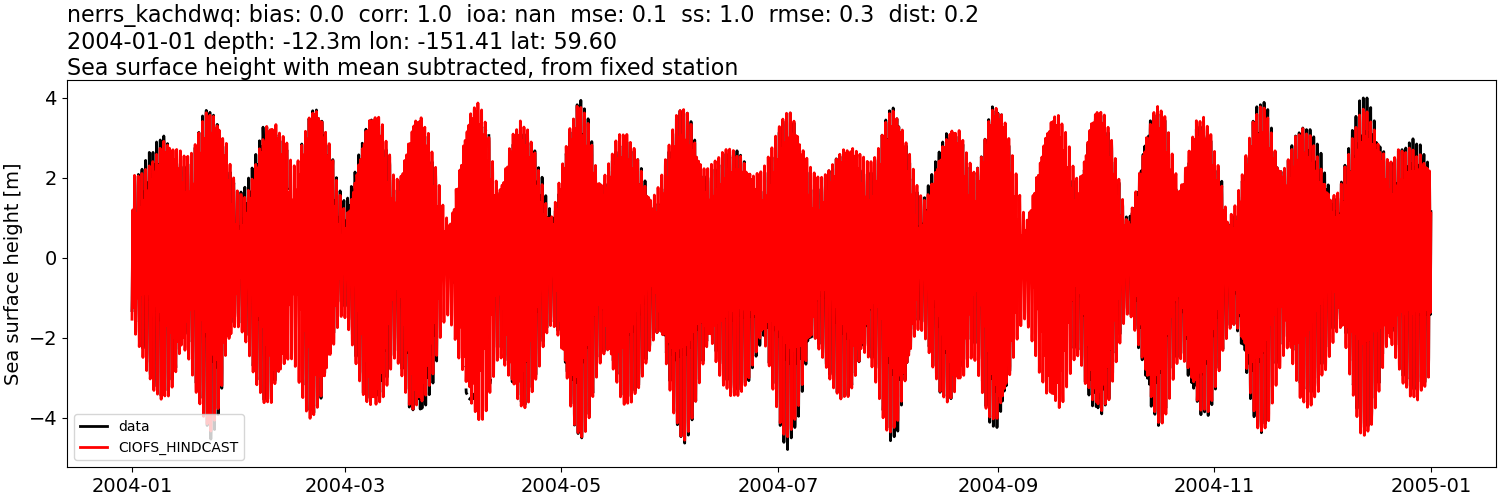 nerrs_kachdwq: bias: 0.0  corr: 1.0  ioa: nan  mse: 0.1  ss: 1.0  rmse: 0.3  dist: 0.2
2004-01-01 depth: -12.3m lon: -151.41 lat: 59.60
Sea surface height with mean subtracted, from fixed station
Sea surface height [m]
4
2
0
−2
−4
data
CIOFS_HINDCAST
2004-01 2004-03 2004-05 2004-07 2004-09 2004-11 2005-01